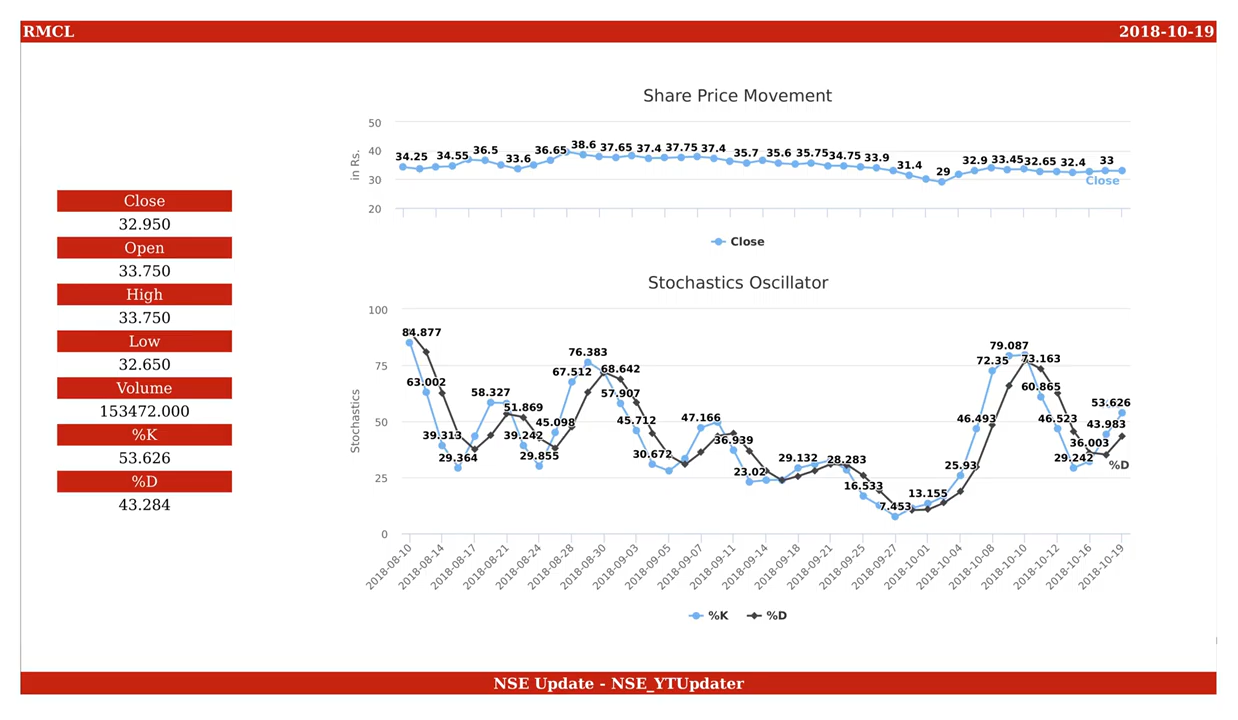 RMCL
2018-10-19
Close
32.950
Open
33.750
High
33.750
Low
32.650
Volume
153472.000
%K
53.626
%D
43.284
Share Price Movement
in Rs.
50
40
30
20
34.25 34.55 36.5 33.6 36.65 38.6 37.65 37.4 37.75 37.4 35.7 35.6 35.75 34.75 33.9 31.4 29 32.9 33.45 32.65 32.4 33
Close
Close
Stochastics Oscillator
Stochastics
100
75
50
25
0
84.877 63.002 39.313 29.364 58.327 51.869 39.242 29.855 45.098 67.512 76.383 68.642 57.907 45.712 30.672 47.166 36.939 23.02 29.132 28.283 16.533 7.453 13.155 25.93 46.493 72.35 79.087 73.163 60.865 46.523 29.242 36.003 43.983 53.626
%D
2018-08-10 2018-08-14 2018-08-17 2018-08-21 2018-08-24 2018-08-28 2018-08-30 2018-09-03 2018-09-05 2018-09-07 2018-09-11 2018-09-14 2018-09-18 2018-09-21 2018-09-25 2018-09-27 2018-10-01 2018-10-04 2018-10-08 2018-10-10 2018-10-12 2018-10-16 2018-10-19
%K %D
NSE Update - NSE_YTUpdater